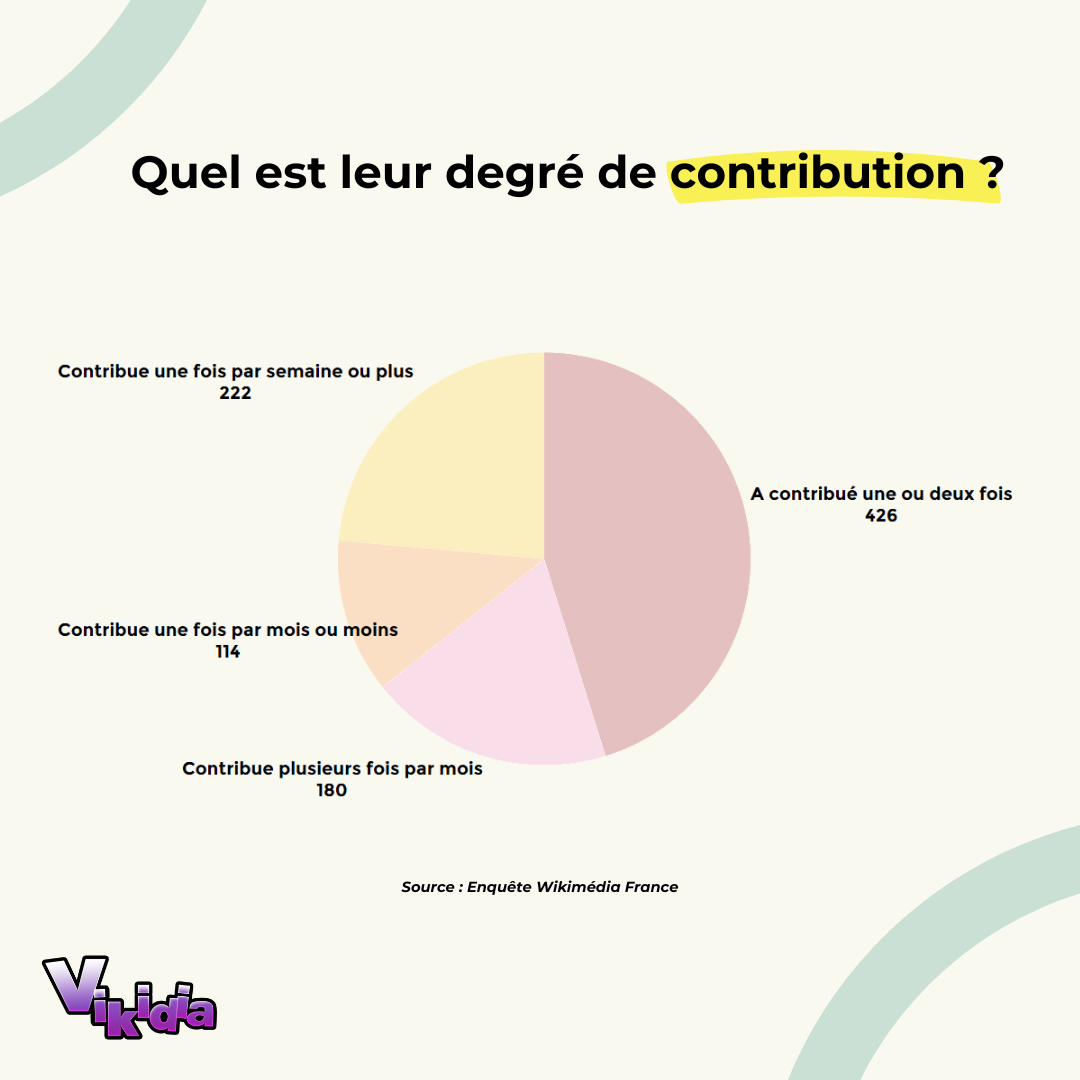 Quel est leur degré de contribution ?
Contribue une fois par semaine ou plus
222
A contribué une ou deux fois
426
Contribue une fois par mois ou moins
114
Contribue plusieurs fois par mois
180
Source : Enquête Wikimédia France
Vikidia